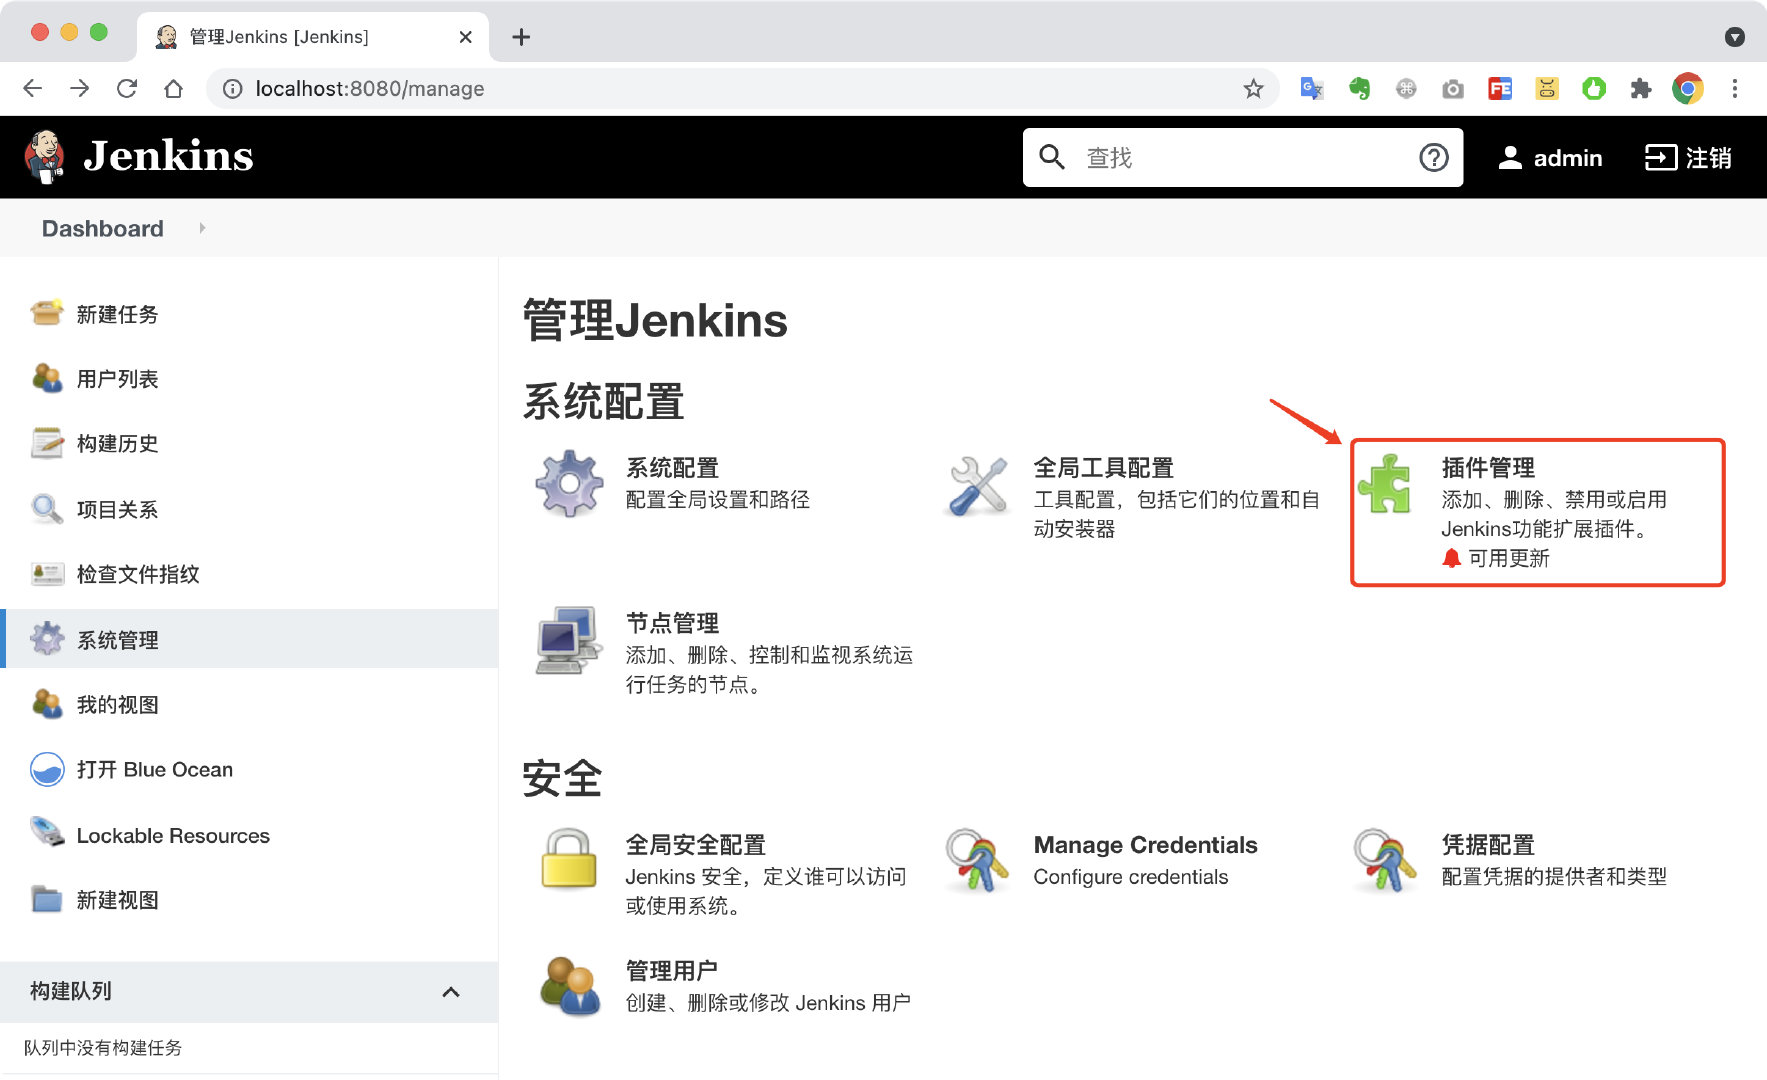 管理Jenkins [Jenkins]
localhost:8080/manage
Jenkins
查找
admin
注销
Dashboard
新建任务
用户列表
构建历史
项目关系
检查文件指纹
系统管理
我的视图
打开 Blue Ocean
Lockable Resources
新建视图
构建队列
队列中没有构建任务
管理Jenkins
系统配置
系统配置
配置全局设置和路径
全局工具配置
工具配置，包括它们的位置和自
动安装器
插件管理
添加、删除、禁用或启用
Jenkins功能扩展插件。
可用更新
节点管理
添加、删除、控制和监视系统运
行任务的节点。
安全
全局安全配置
Jenkins 安全，定义谁可以访问
或使用系统。
Manage Credentials
Configure credentials
凭据配置
配置凭据的提供者和类型
管理用户
创建、删除或修改 Jenkins 用户